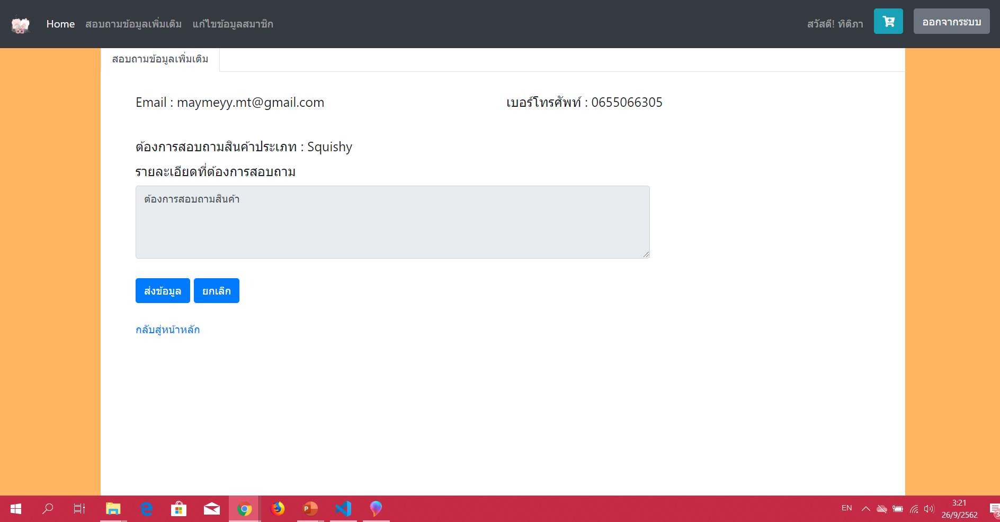 Home สอบถามข้อมูลเพิ่มเติม แก้ไขข้อมูลสมาชิก สวัสดี! ทิติภา ออกจากระบบ
สอบถามข้อมูลเพิ่มเติม
Email : maymeyy.mt@gmail.com เบอร์โทรศัพท์ : 0655066305
ต้องการสอบถามสินค้าประเภท : Squishy
รายละเอียดที่ต้องการสอบถาม
ต้องการสอบถามสินค้า
ส่งข้อมูล ยกเลิก
กลับสู่หน้าหลัก
EN 3:21
26/9/2562 3